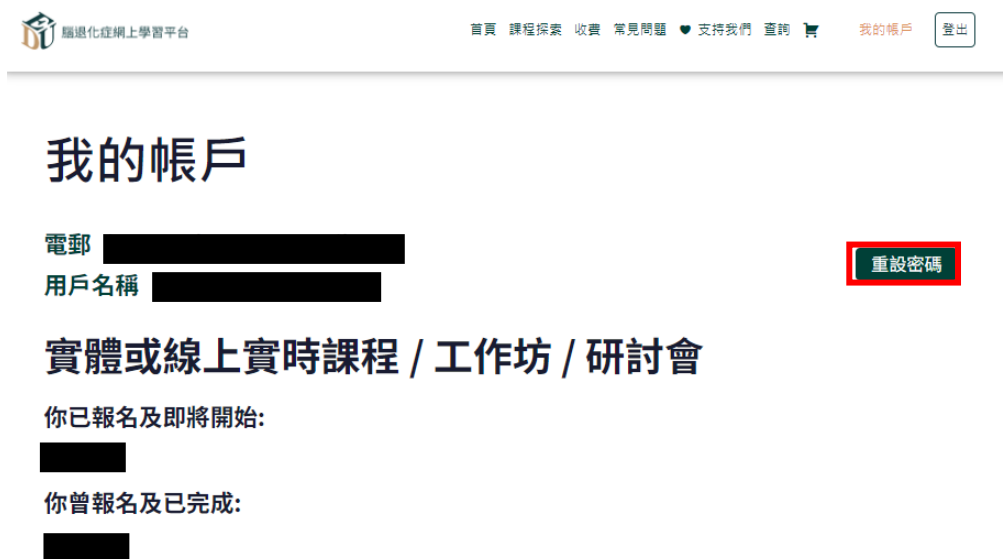 腦退化症網上學習平台
首頁 課程探索 收費 常見問題 支持我們 查詢 我的帳戶 登出
我的帳戶
電郵
重設密碼
用戶名稱
實體或線上實時課程 / 工作坊 / 研討會
你已報名及即將開始:
你曾報名及已完成: